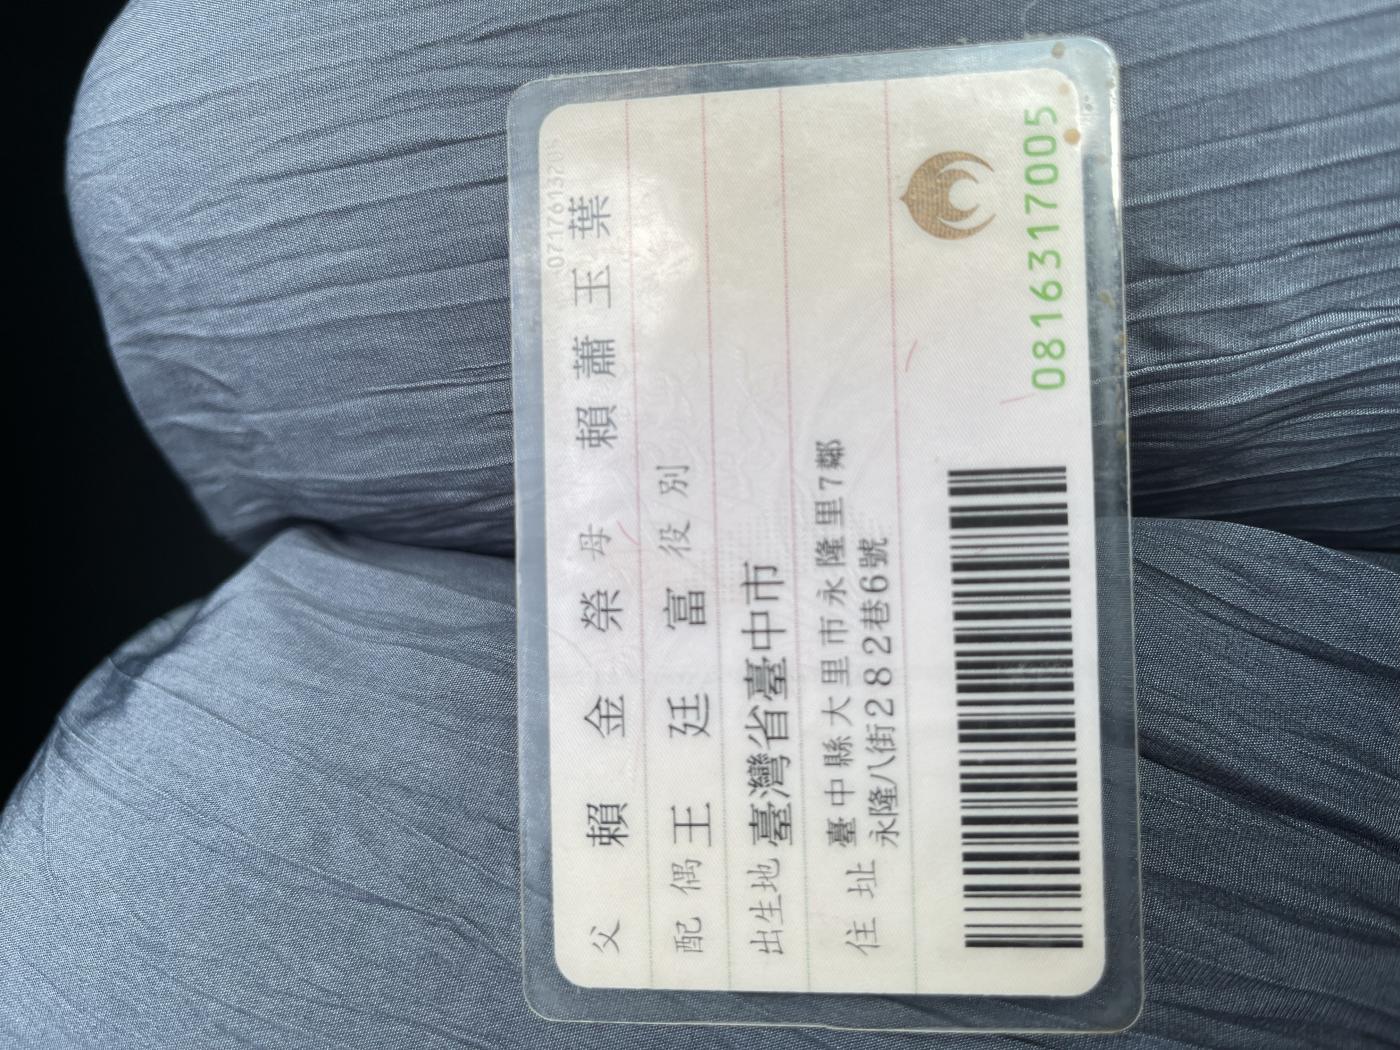 0717613205
父 賴金榮 母 賴蕭玉葉
配偶 王廷富 役別
出生地 臺灣省臺中市
住址 臺中縣大里市永隆里7鄰
永隆八街282巷6號
0816317005